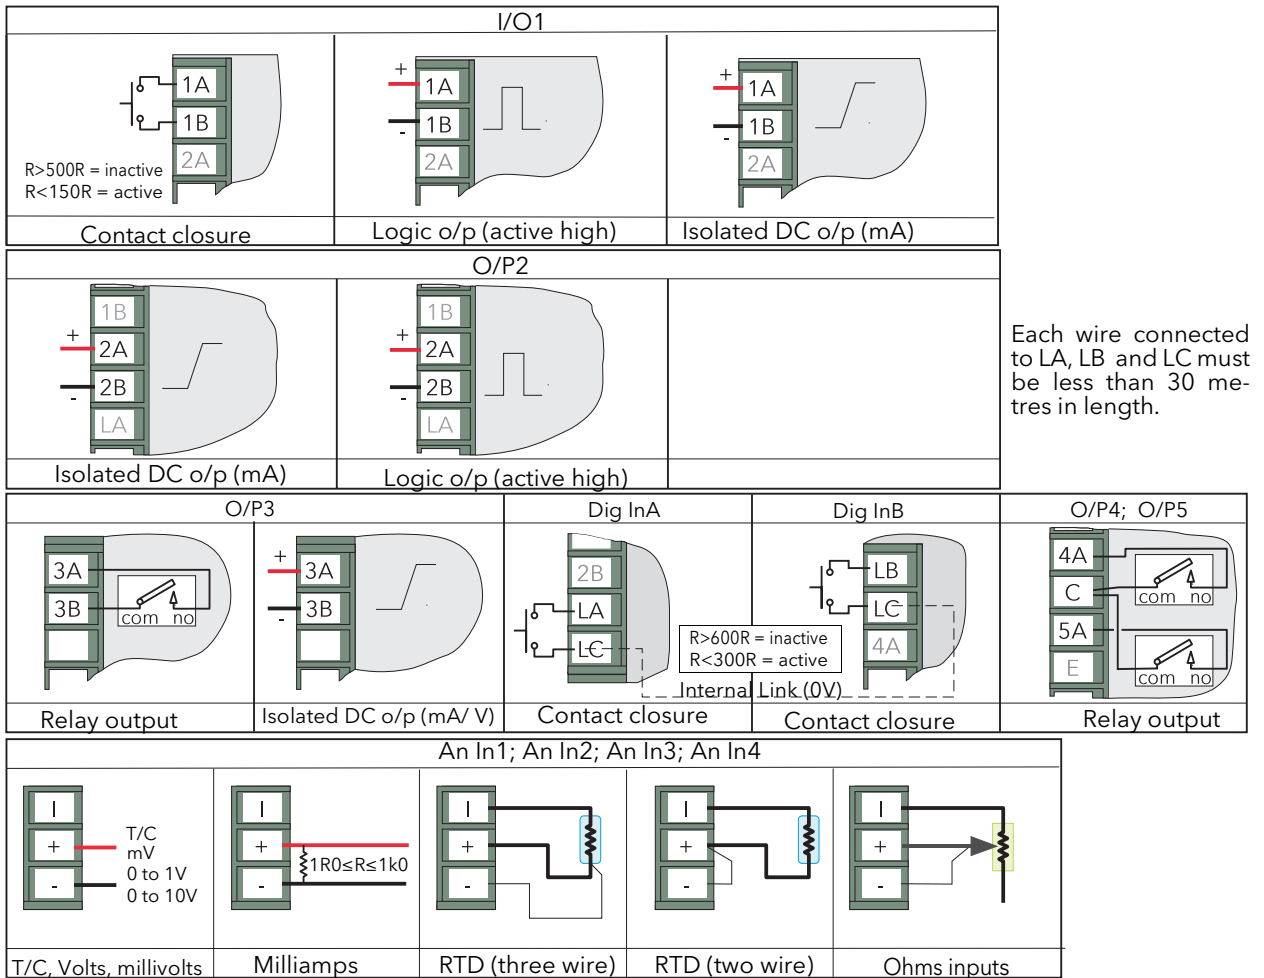 I/O1
1A
1B
2A
R>500R = inactive
R<150R = active
Contact closure
+
-
1A
1B
2A
Logic o/p (active high)
+
-
1A
1B
2A
Isolated DC o/p (mA)
O/P2
1B
+
2A
-
2B
LA
Isolated DC o/p (mA)
1B
+
2A
-
2B
LA
Logic o/p (active high)
Each wire connected
to LA, LB and LC must
be less than 30 me-
tres in length.
O/P3
3A
3B
com no
Relay output
+
3A
-
3B
Isolated DC o/p (mA/ V)
Dig InA
2B
LA
LC
Contact closure
R>600R = inactive
R<300R = active
Internal Link (0V)
Dig InB
LB
LC
4A
Contact closure
O/P4; O/P5
4A
C
5A
E
com no
com no
Relay output
An In1; An In2; An In3; An In4
I
+
-
T/C
mV
0 to 1V
0 to 10V
T/C, Volts, millivolts
I
+
-
1R0≤R≤1k0
Milliamps
I
+
-
RTD (three wire)
I
+
-
RTD (two wire)
I
+
-
Ohms inputs